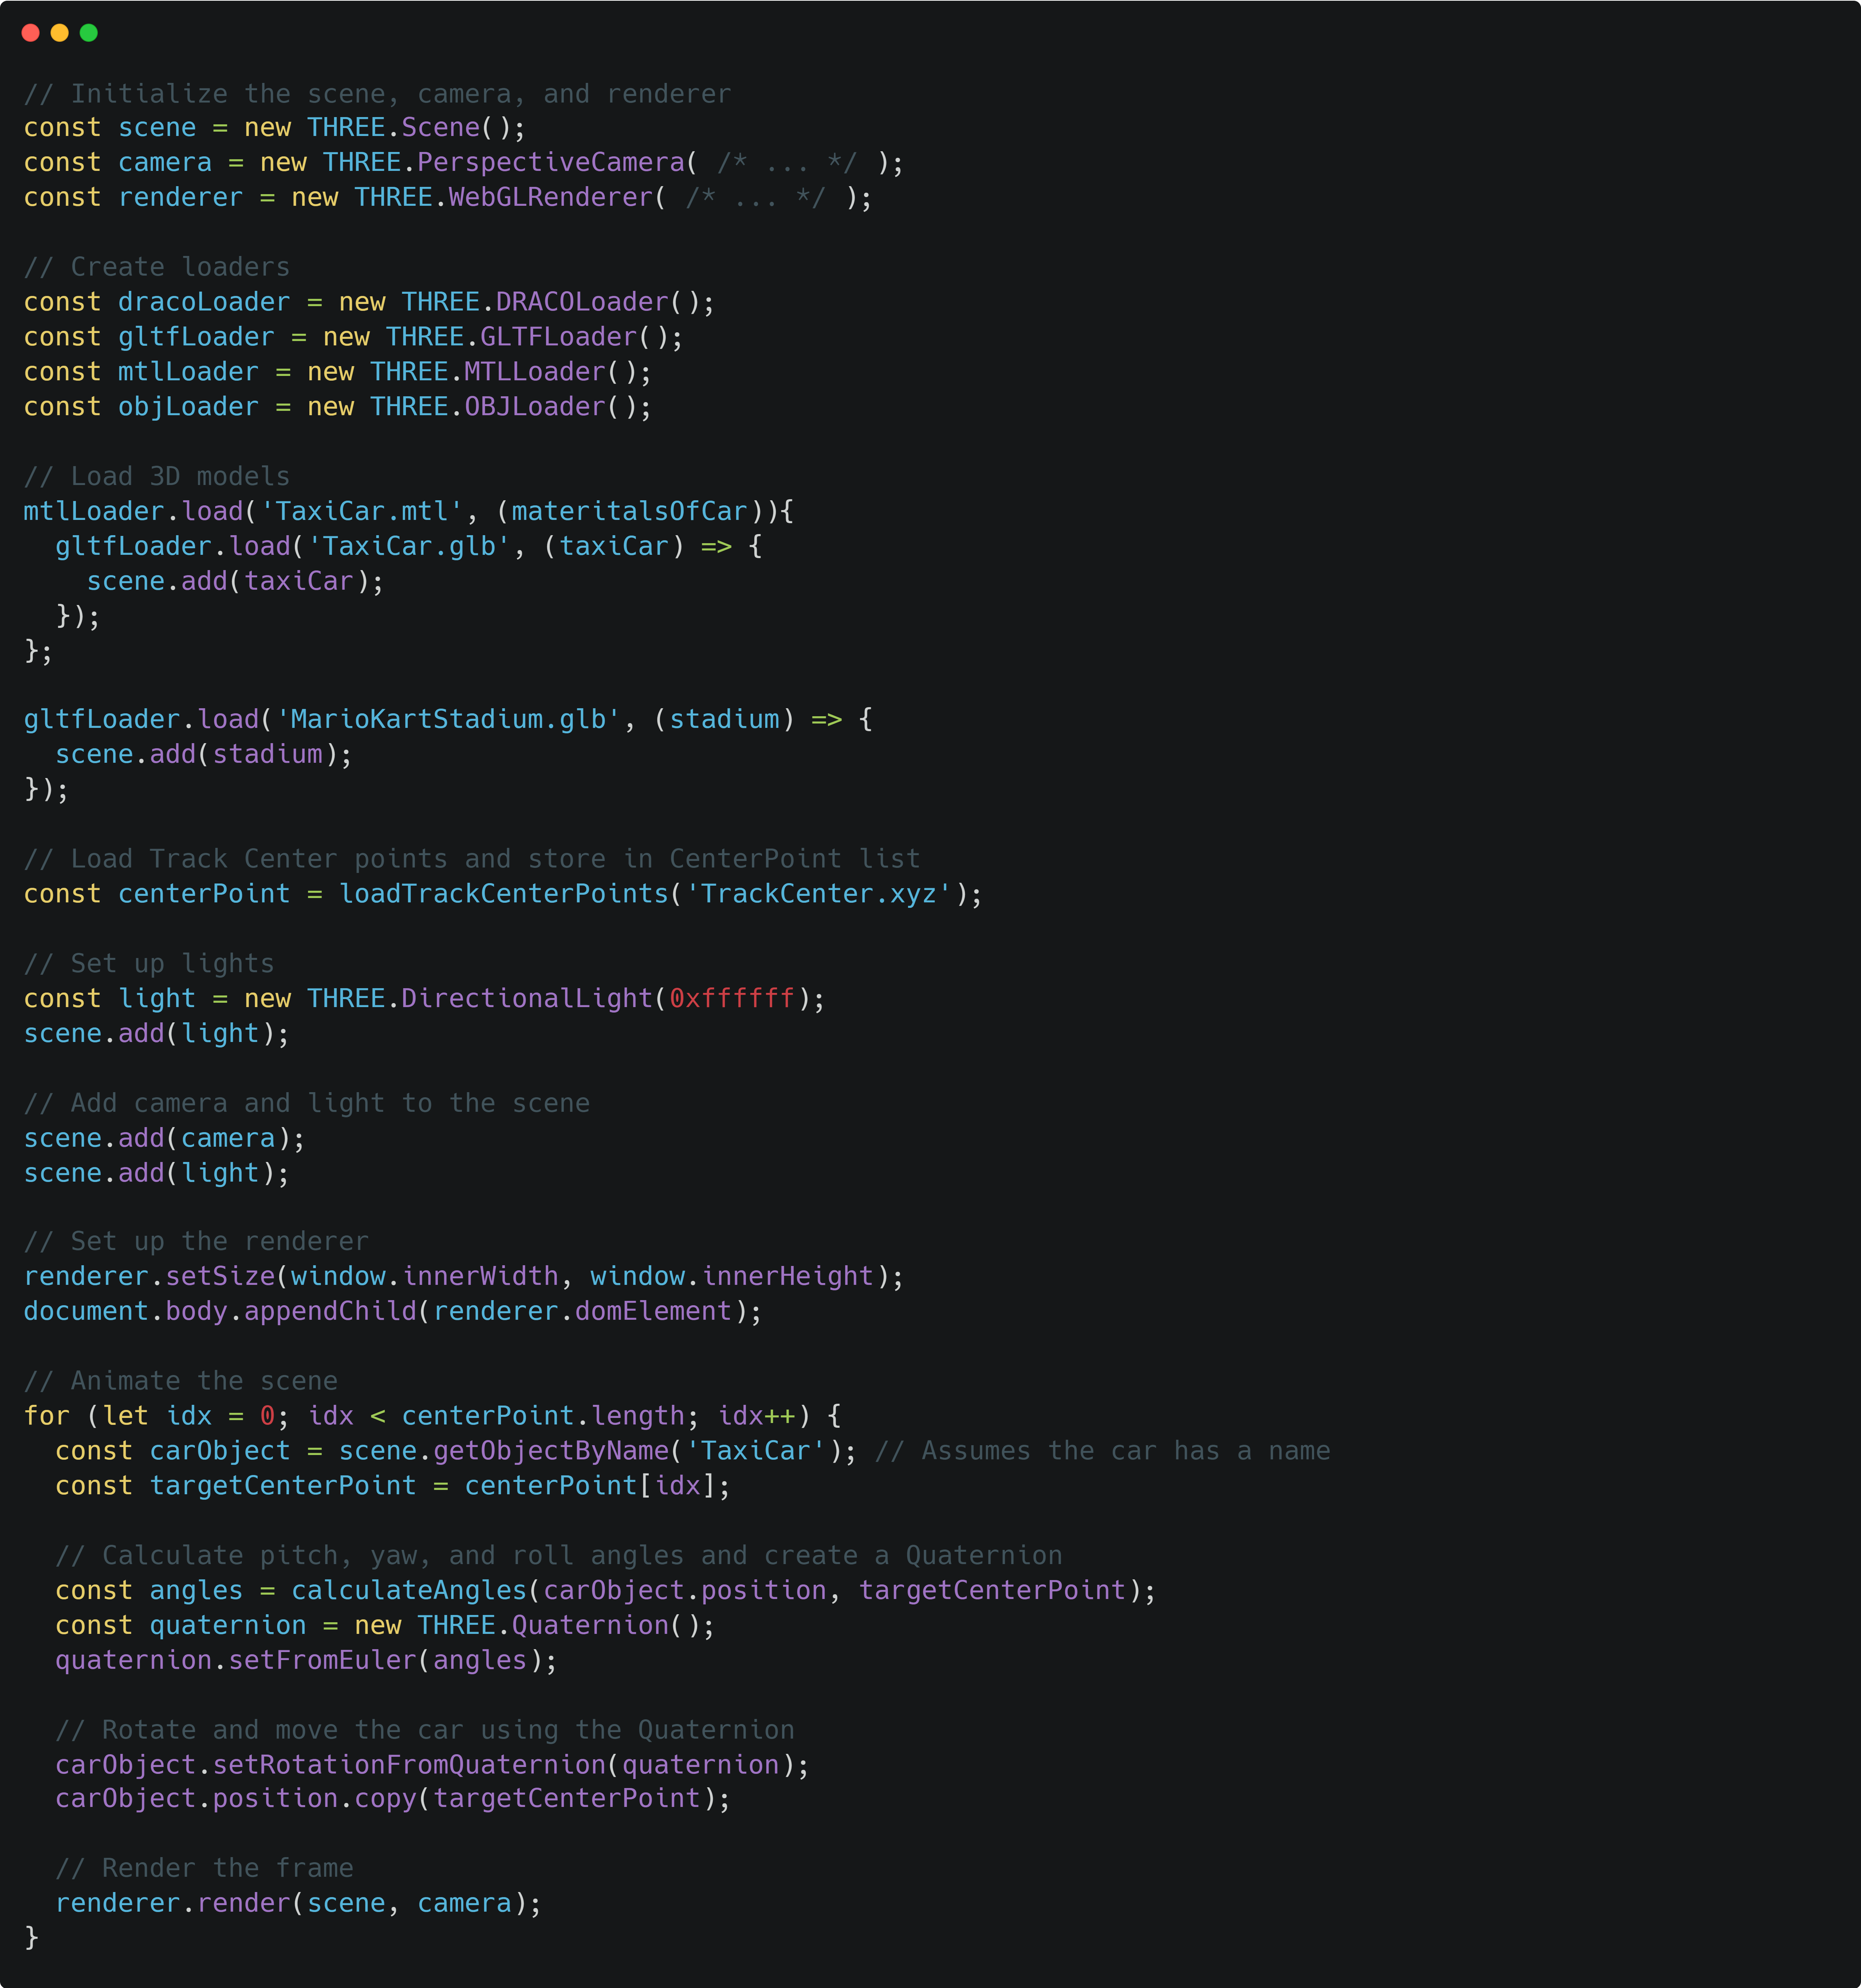 // Initialize the scene, camera, and renderer
const scene = new THREE.Scene();
const camera = new THREE.PerspectiveCamera( /* ... */ );
const renderer = new THREE.WebGLRenderer( /* ... */ );

// Create loaders
const dracoLoader = new THREE.DRACOLoader();
const gltfLoader = new THREE.GLTFLoader();
const mtlLoader = new THREE.MTLLoader();
const objLoader = new THREE.OBJLoader();

// Load 3D models
mtlLoader.load('TaxiCar.mtl', (materitalsOfCar)){
  gltfLoader.load('TaxiCar.glb', (taxiCar) => {
    scene.add(taxiCar);
  });
};

gltfLoader.load('MarioKartStadium.glb', (stadium) => {
  scene.add(stadium);
});

// Load Track Center points and store in CenterPoint list
const centerPoint = loadTrackCenterPoints('TrackCenter.xyz');

// Set up lights
const light = new THREE.DirectionalLight(0xffffff);
scene.add(light);

// Add camera and light to the scene
scene.add(camera);
scene.add(light);

// Set up the renderer
renderer.setSize(window.innerWidth, window.innerHeight);
document.body.appendChild(renderer.domElement);

// Animate the scene
for (let idx = 0; idx < centerPoint.length; idx++) {
  const carObject = scene.getObjectByName('TaxiCar'); // Assumes the car has a name
  const targetCenterPoint = centerPoint[idx];

  // Calculate pitch, yaw, and roll angles and create a Quaternion
  const angles = calculateAngles(carObject.position, targetCenterPoint);
  const quaternion = new THREE.Quaternion();
  quaternion.setFromEuler(angles);

  // Rotate and move the car using the Quaternion
  carObject.setRotationFromQuaternion(quaternion);
  carObject.position.copy(targetCenterPoint);

  // Render the frame
  renderer.render(scene, camera);
}